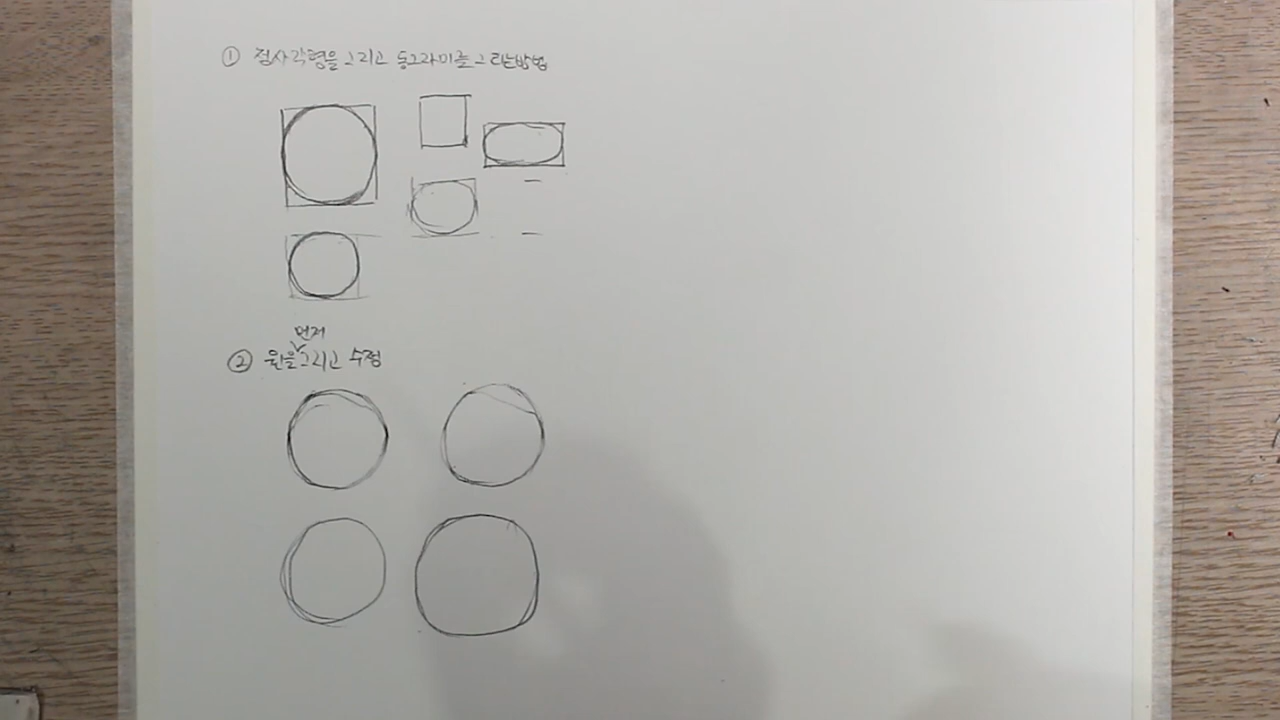 ① 정사각형을 그리고 동그라미를 그리는방법
먼저
② 원을 그리고 수정